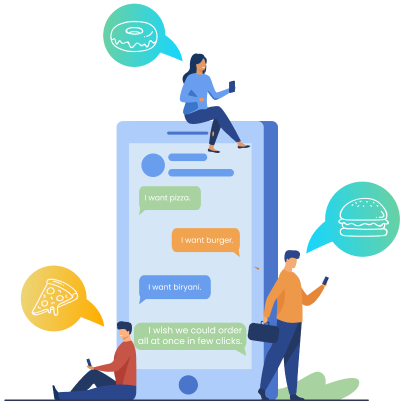 I want pizza.
I want burger.
I want biryani.
I wish we could order
all at once in few clicks.